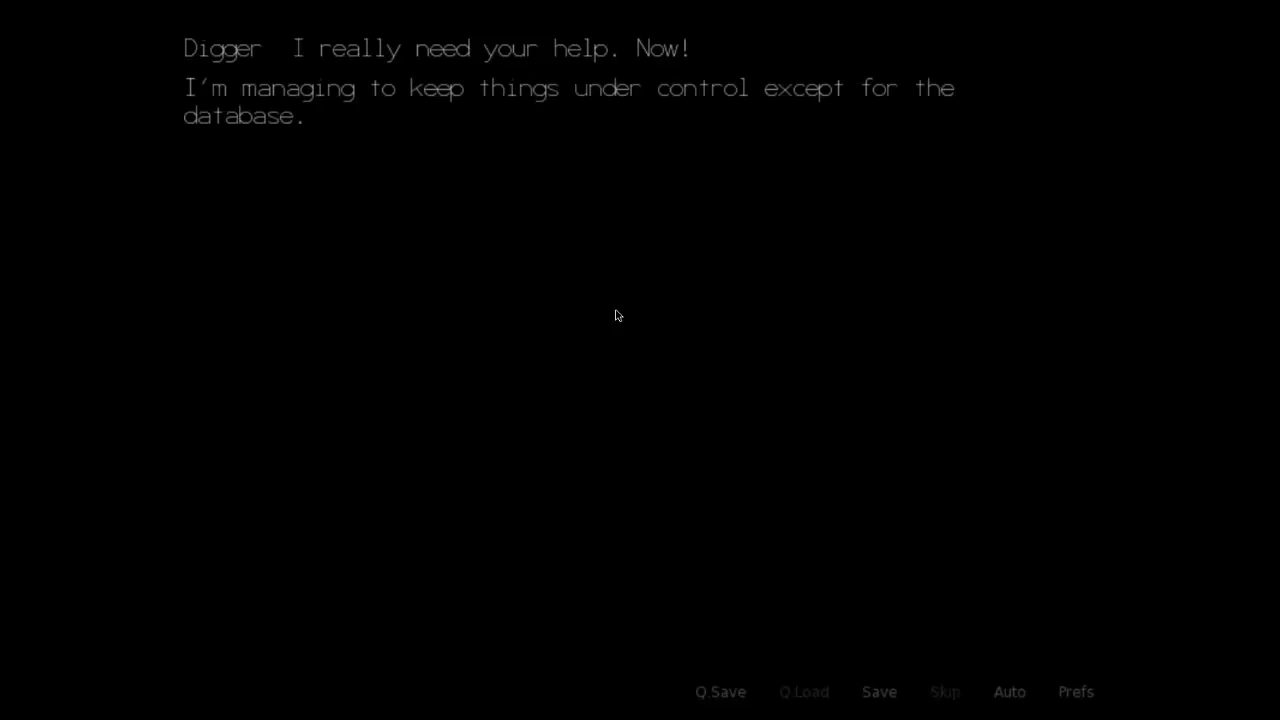 Digger  I really need your help. Now!
I'm managing to keep things under control except for the
database.
Q.Save Q.Load Save Skip Auto Prefs